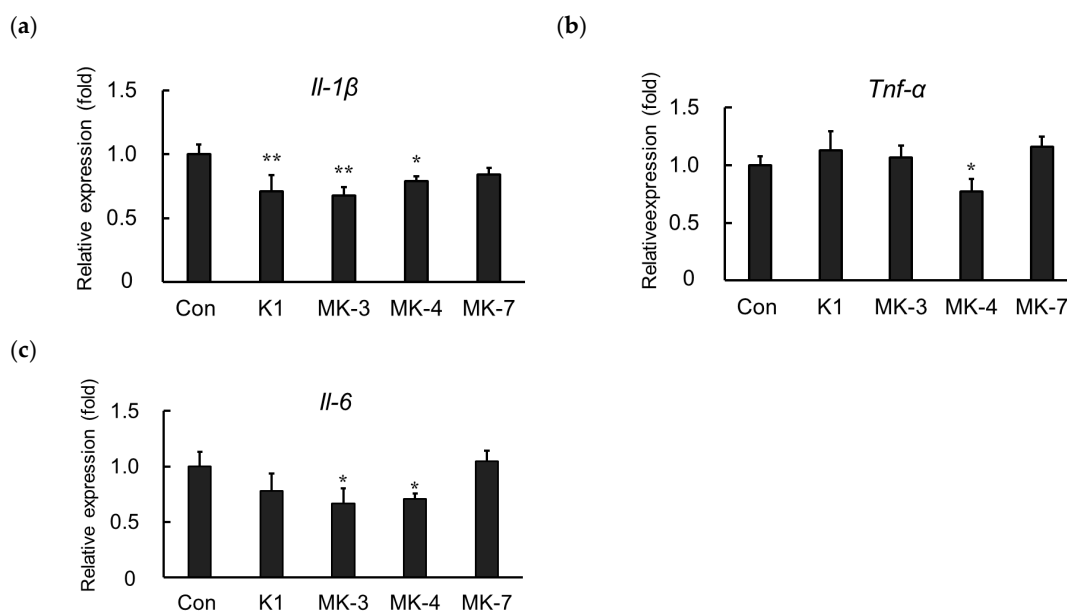 (a)
Il-1β
Relative expression (fold)
1.5
1.0
0.5
0
** ** *
Con K1 MK-3 MK-4 MK-7
(b)
Tnf-α
Relativeexpression (fold)
1.5
1.0
0.5
0
*
Con K1 MK-3 MK-4 MK-7
(c)
Il-6
Relative expression (fold)
1.5
1.0
0.5
0
* *
Con K1 MK-3 MK-4 MK-7